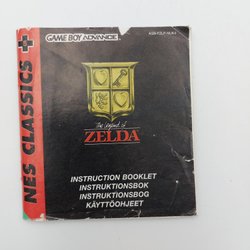 GAME BOY ADVANCE
NES CLASSICS
The Legend of
ZELDA
INSTRUCTION BOOKLET
INSTRUKTIONSBOK
INSTRUKTIONSBOG
KÄYTTÖOHJEET